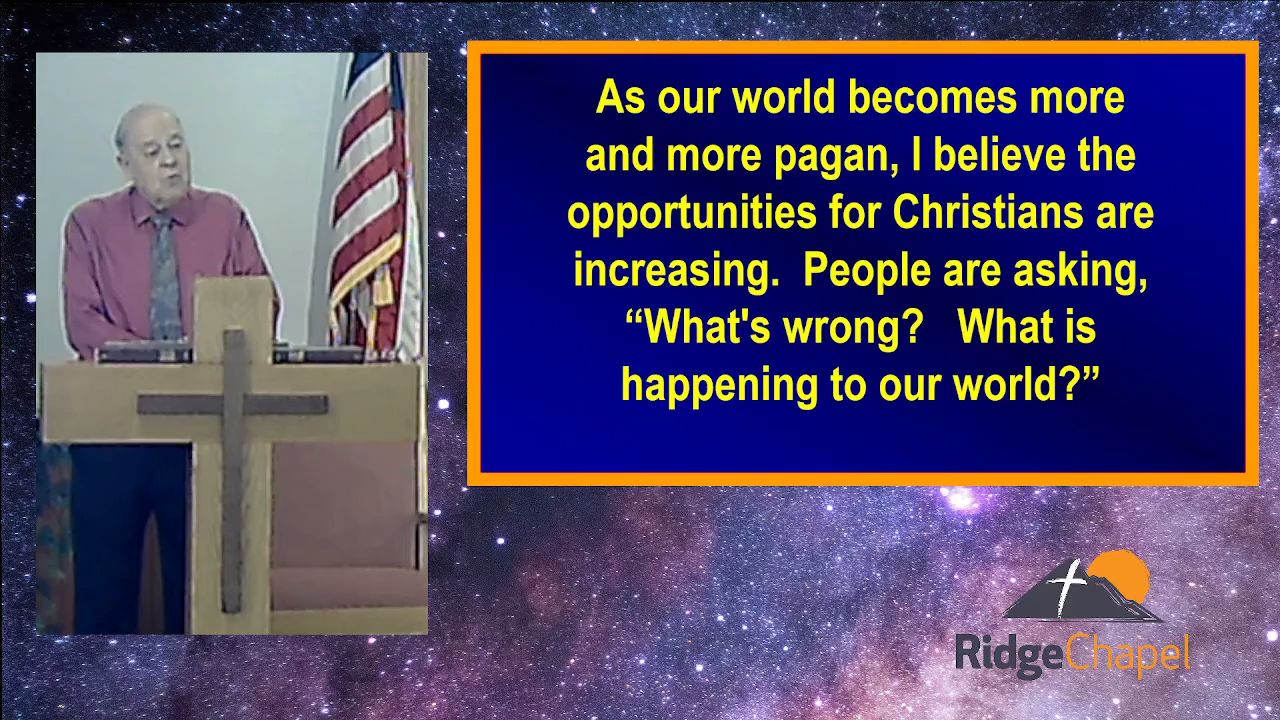 As our world becomes more
and more pagan, I believe the
opportunities for Christians are
increasing.  People are asking,
“What's wrong?   What is
happening to our world?”
RidgeChapel